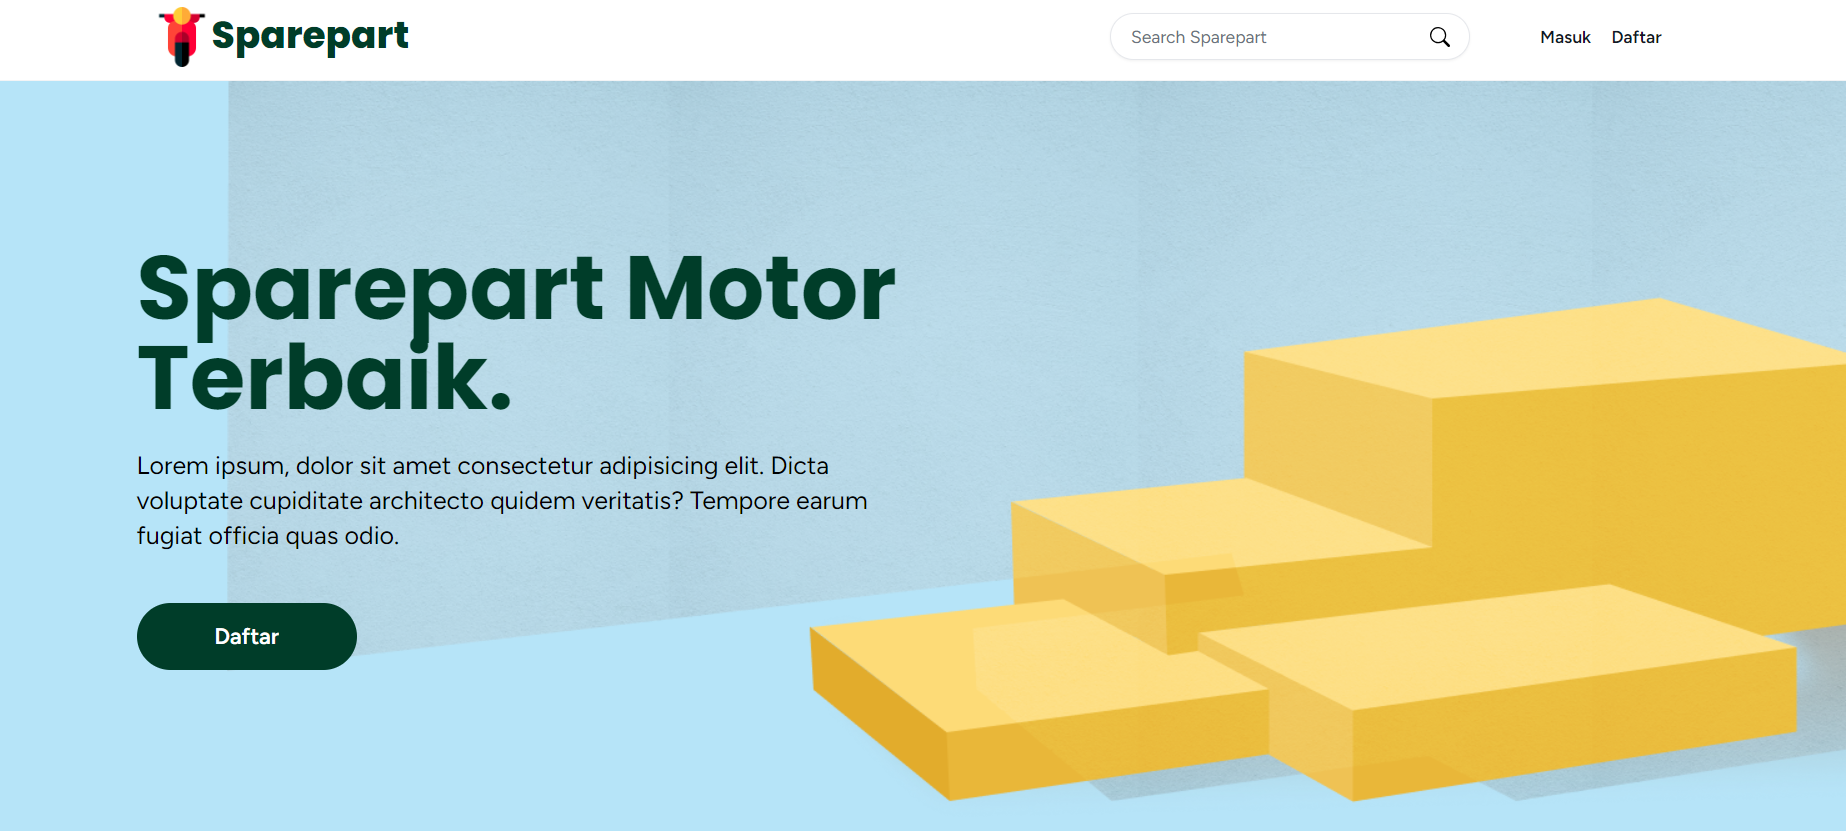 Sparepart
Search Sparepart
Masuk
Daftar
Sparepart Motor
Terbaik.
Lorem ipsum, dolor sit amet consectetur adipisicing elit. Dicta
voluptate cupiditate architecto quidem veritatis? Tempore earum
fugiat officia quas odio.
Daftar